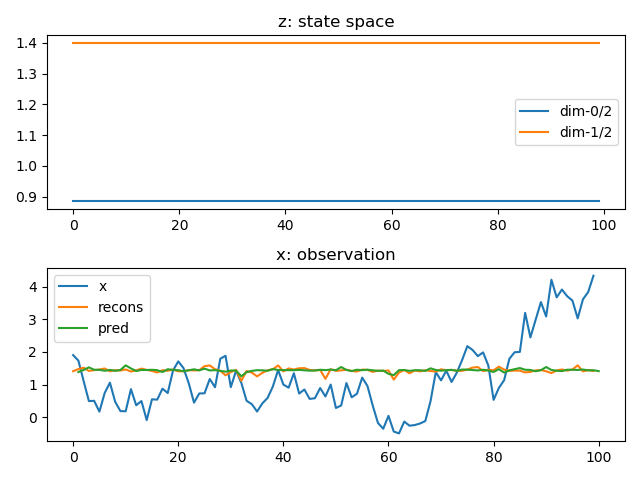 z: state space
1.4
1.3
1.2
1.1
1.0
0.9
dim-0/2
dim-1/2
0 20 40 60 80 100
x: observation
4
3
2
1
0
x
recons
pred
0 20 40 60 80 100